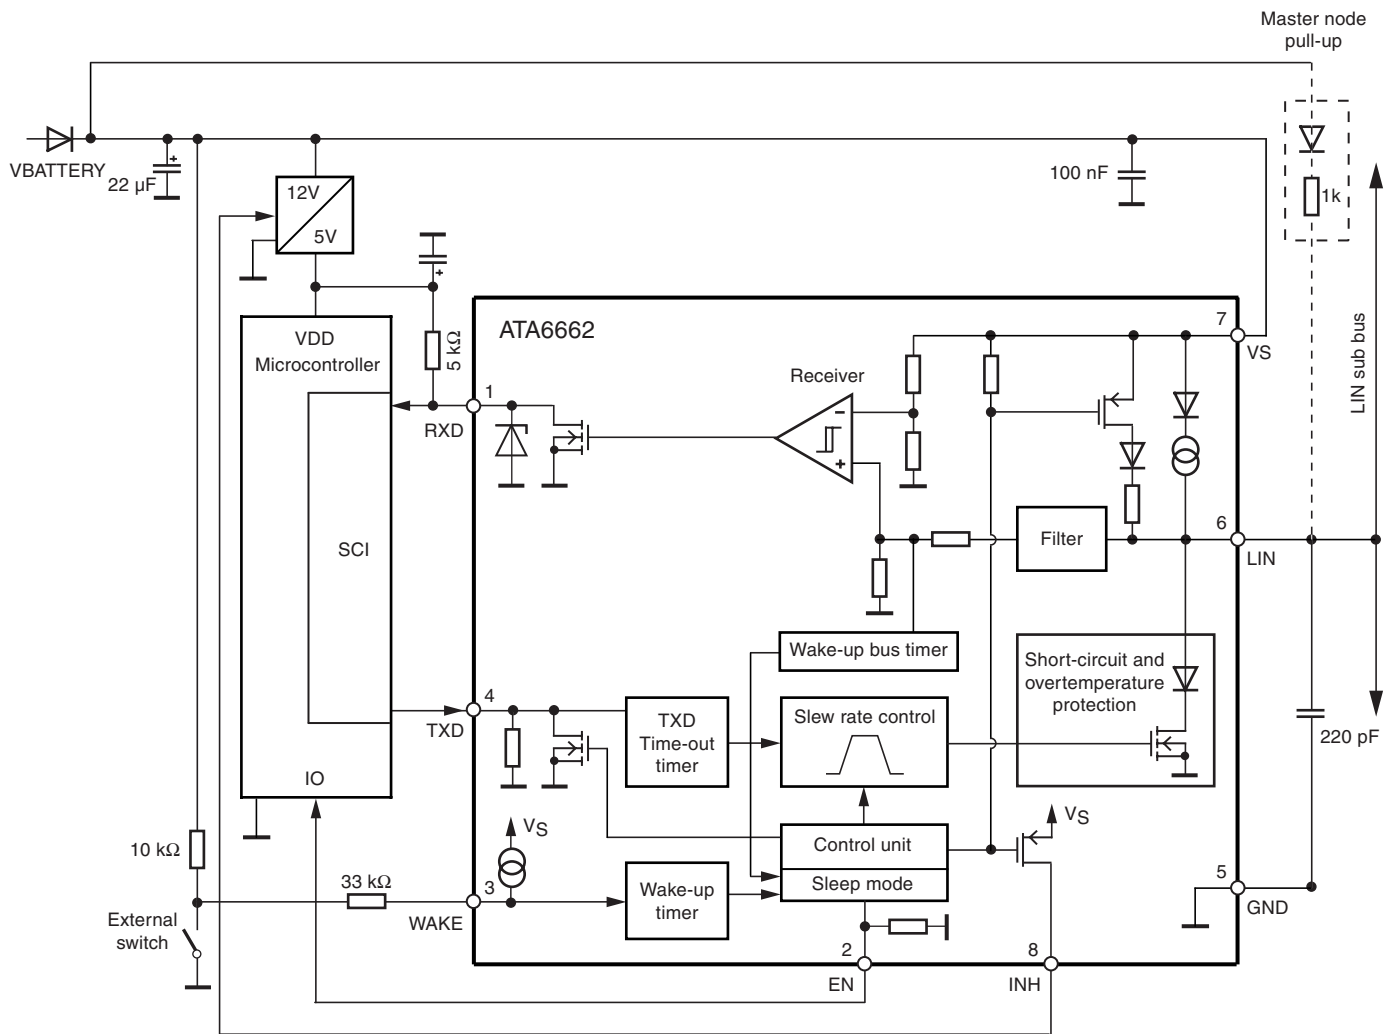 Master node
pull-up
VBATTERY
22 µF
+
12V
5V
100 nF
1k
+
VDD
Microcontroller
5 kΩ
ATA6662
7
VS
LIN sub bus
Receiver
1
RXD
-
+
SCI
Filter
6
LIN
Wake-up bus timer
Short-circuit and
overtemperature
protection
4
TXD
TXD
Time-out
timer
Slew rate control
220 pF
IO
VS
VS
10 kΩ
Control unit
33 kΩ
3
WAKE
Wake-up
timer
Sleep mode
5
GND
External
switch
2
EN
8
INH